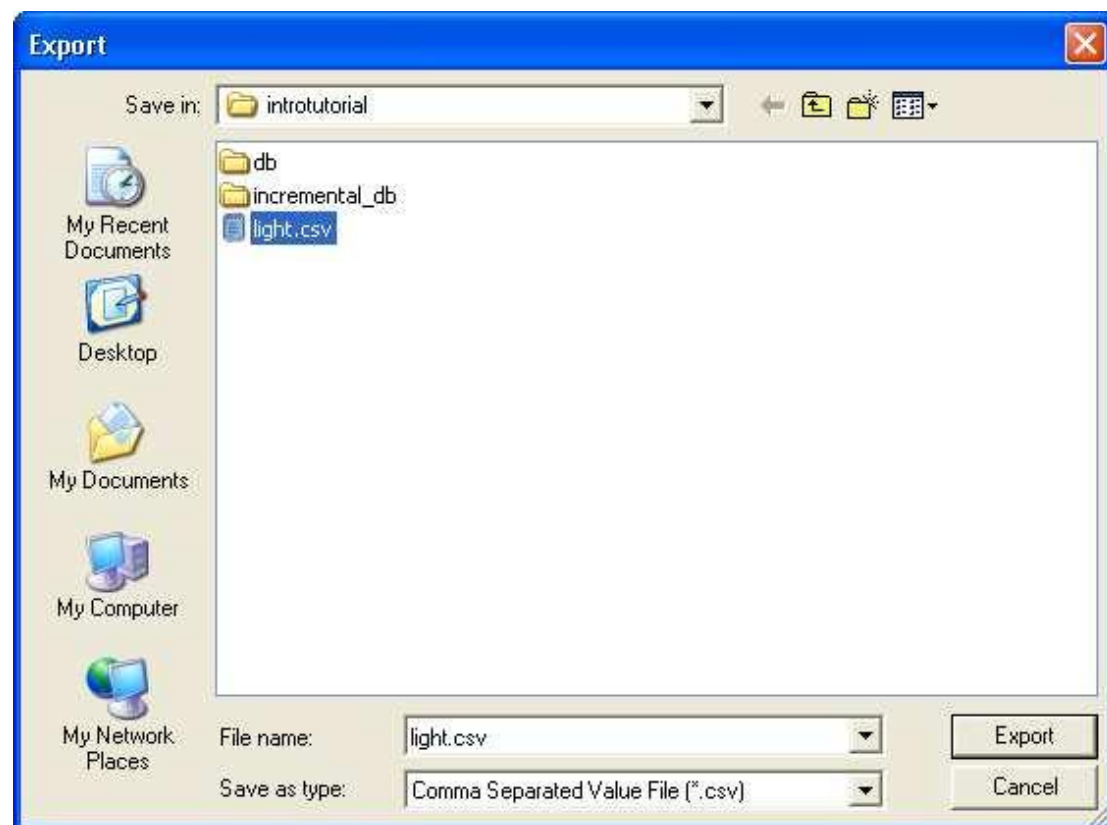 Export
Save in:
introtutorial
db
incremental_db
light.csv
My Recent
Documents
Desktop
My Documents
My Computer
My Network
Places
File name:
light.csv
Export
Save as type:
Comma Separated Value File (*.csv)
Cancel